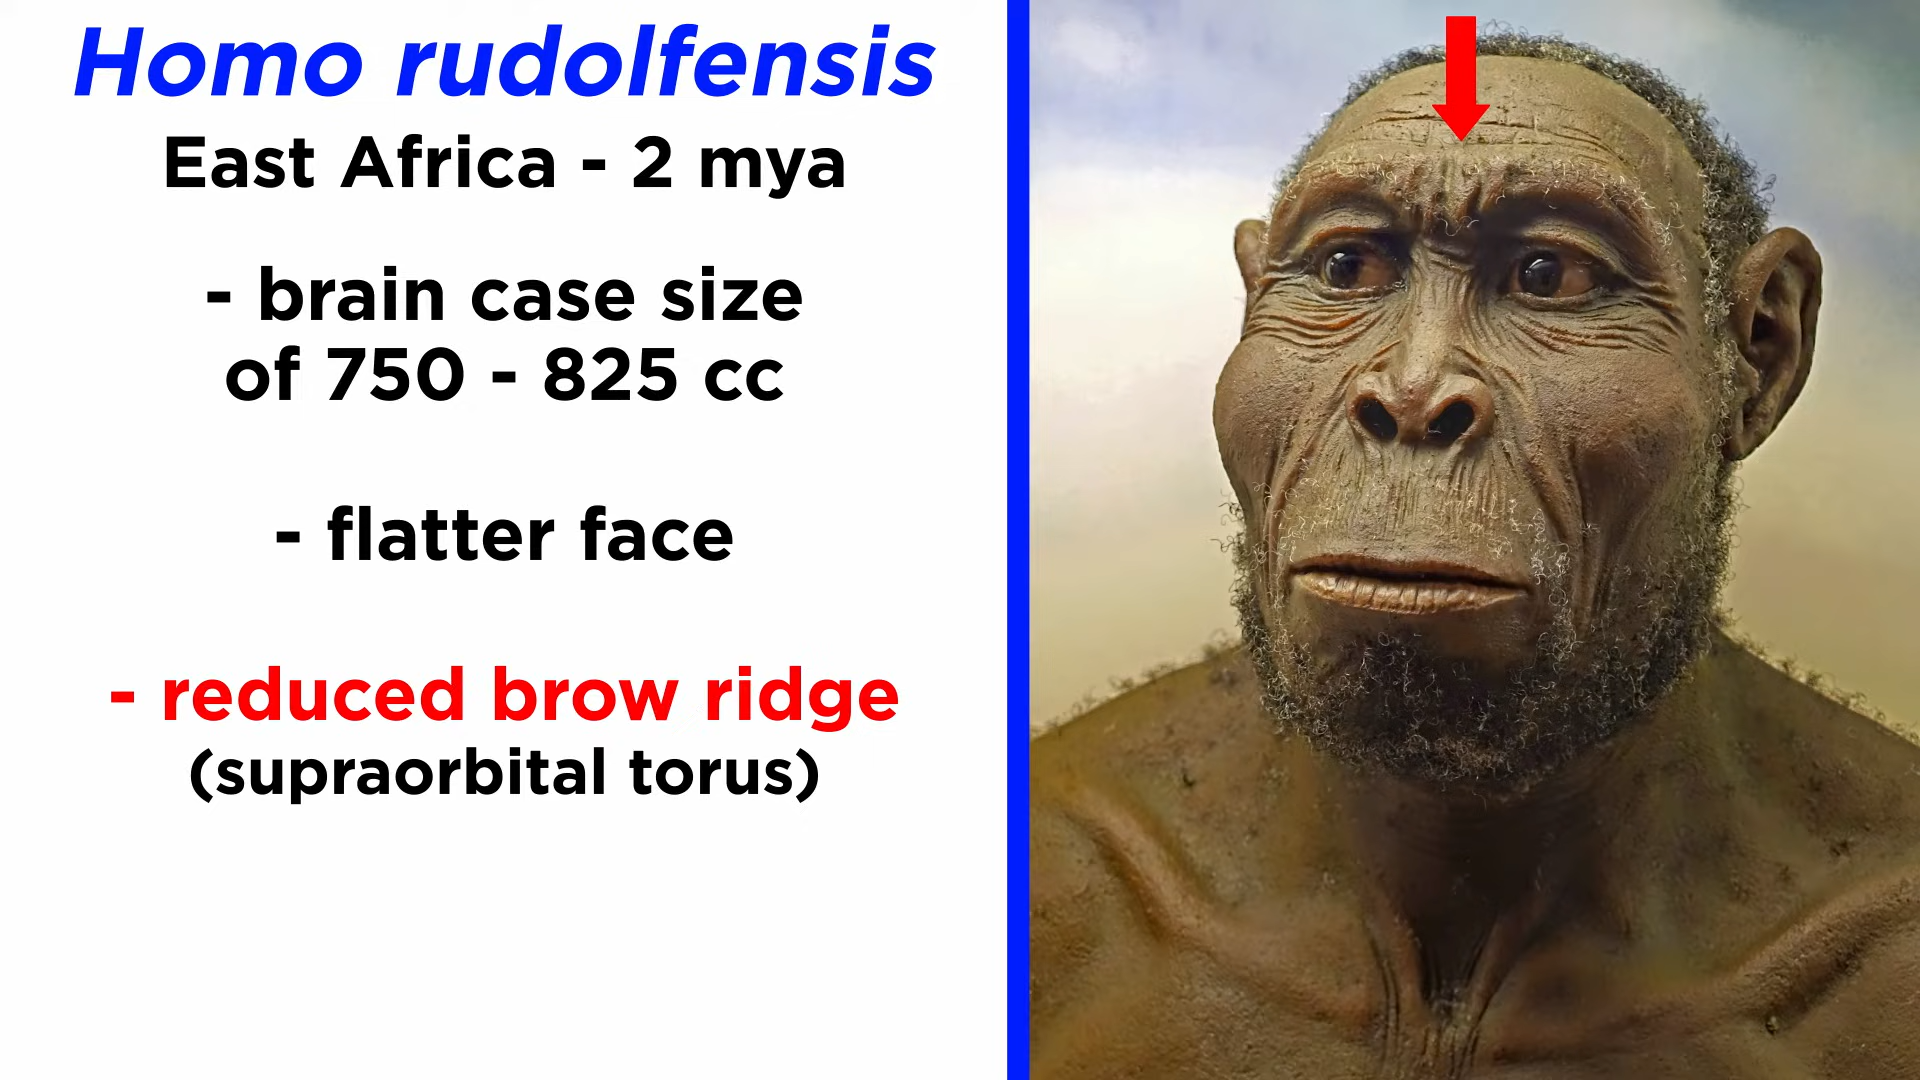 Homo rudolfensis
East Africa - 2 mya
- brain case size
of 750 - 825 cc
- flatter face
- reduced brow ridge
(supraorbital torus)